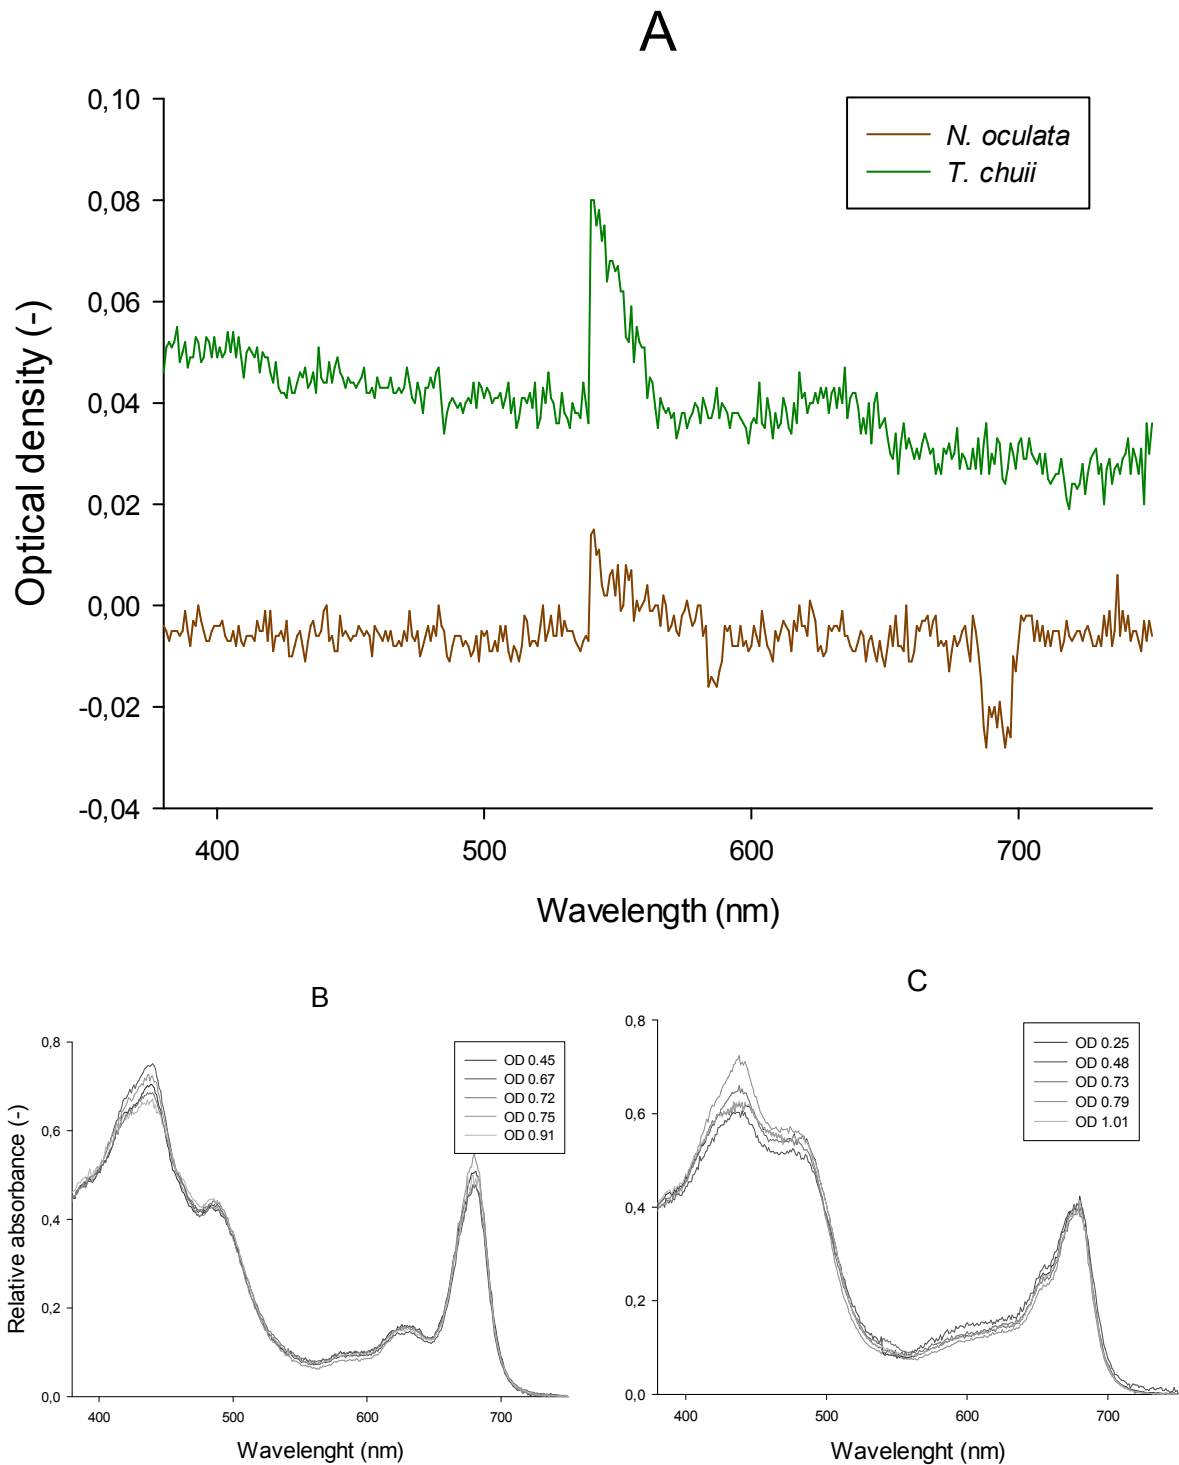 A
0,10
0,08
0,06
0,04
0,02
0,00
-0,02
-0,04
Optical density (-)
N. oculata
T. chuii
400
500
600
700
Wavelength (nm)
B
0,8
0,6
0,4
0,2
0,0
Relative absorbance (-)
OD 0.45
OD 0.67
OD 0.72
OD 0.75
OD 0.91
400
500
600
700
Wavelenght (nm)
C
0,8
0,6
0,4
0,2
0,0
OD 0.25
OD 0.48
OD 0.73
OD 0.79
OD 1.01
400
500
600
700
Wavelenght (nm)